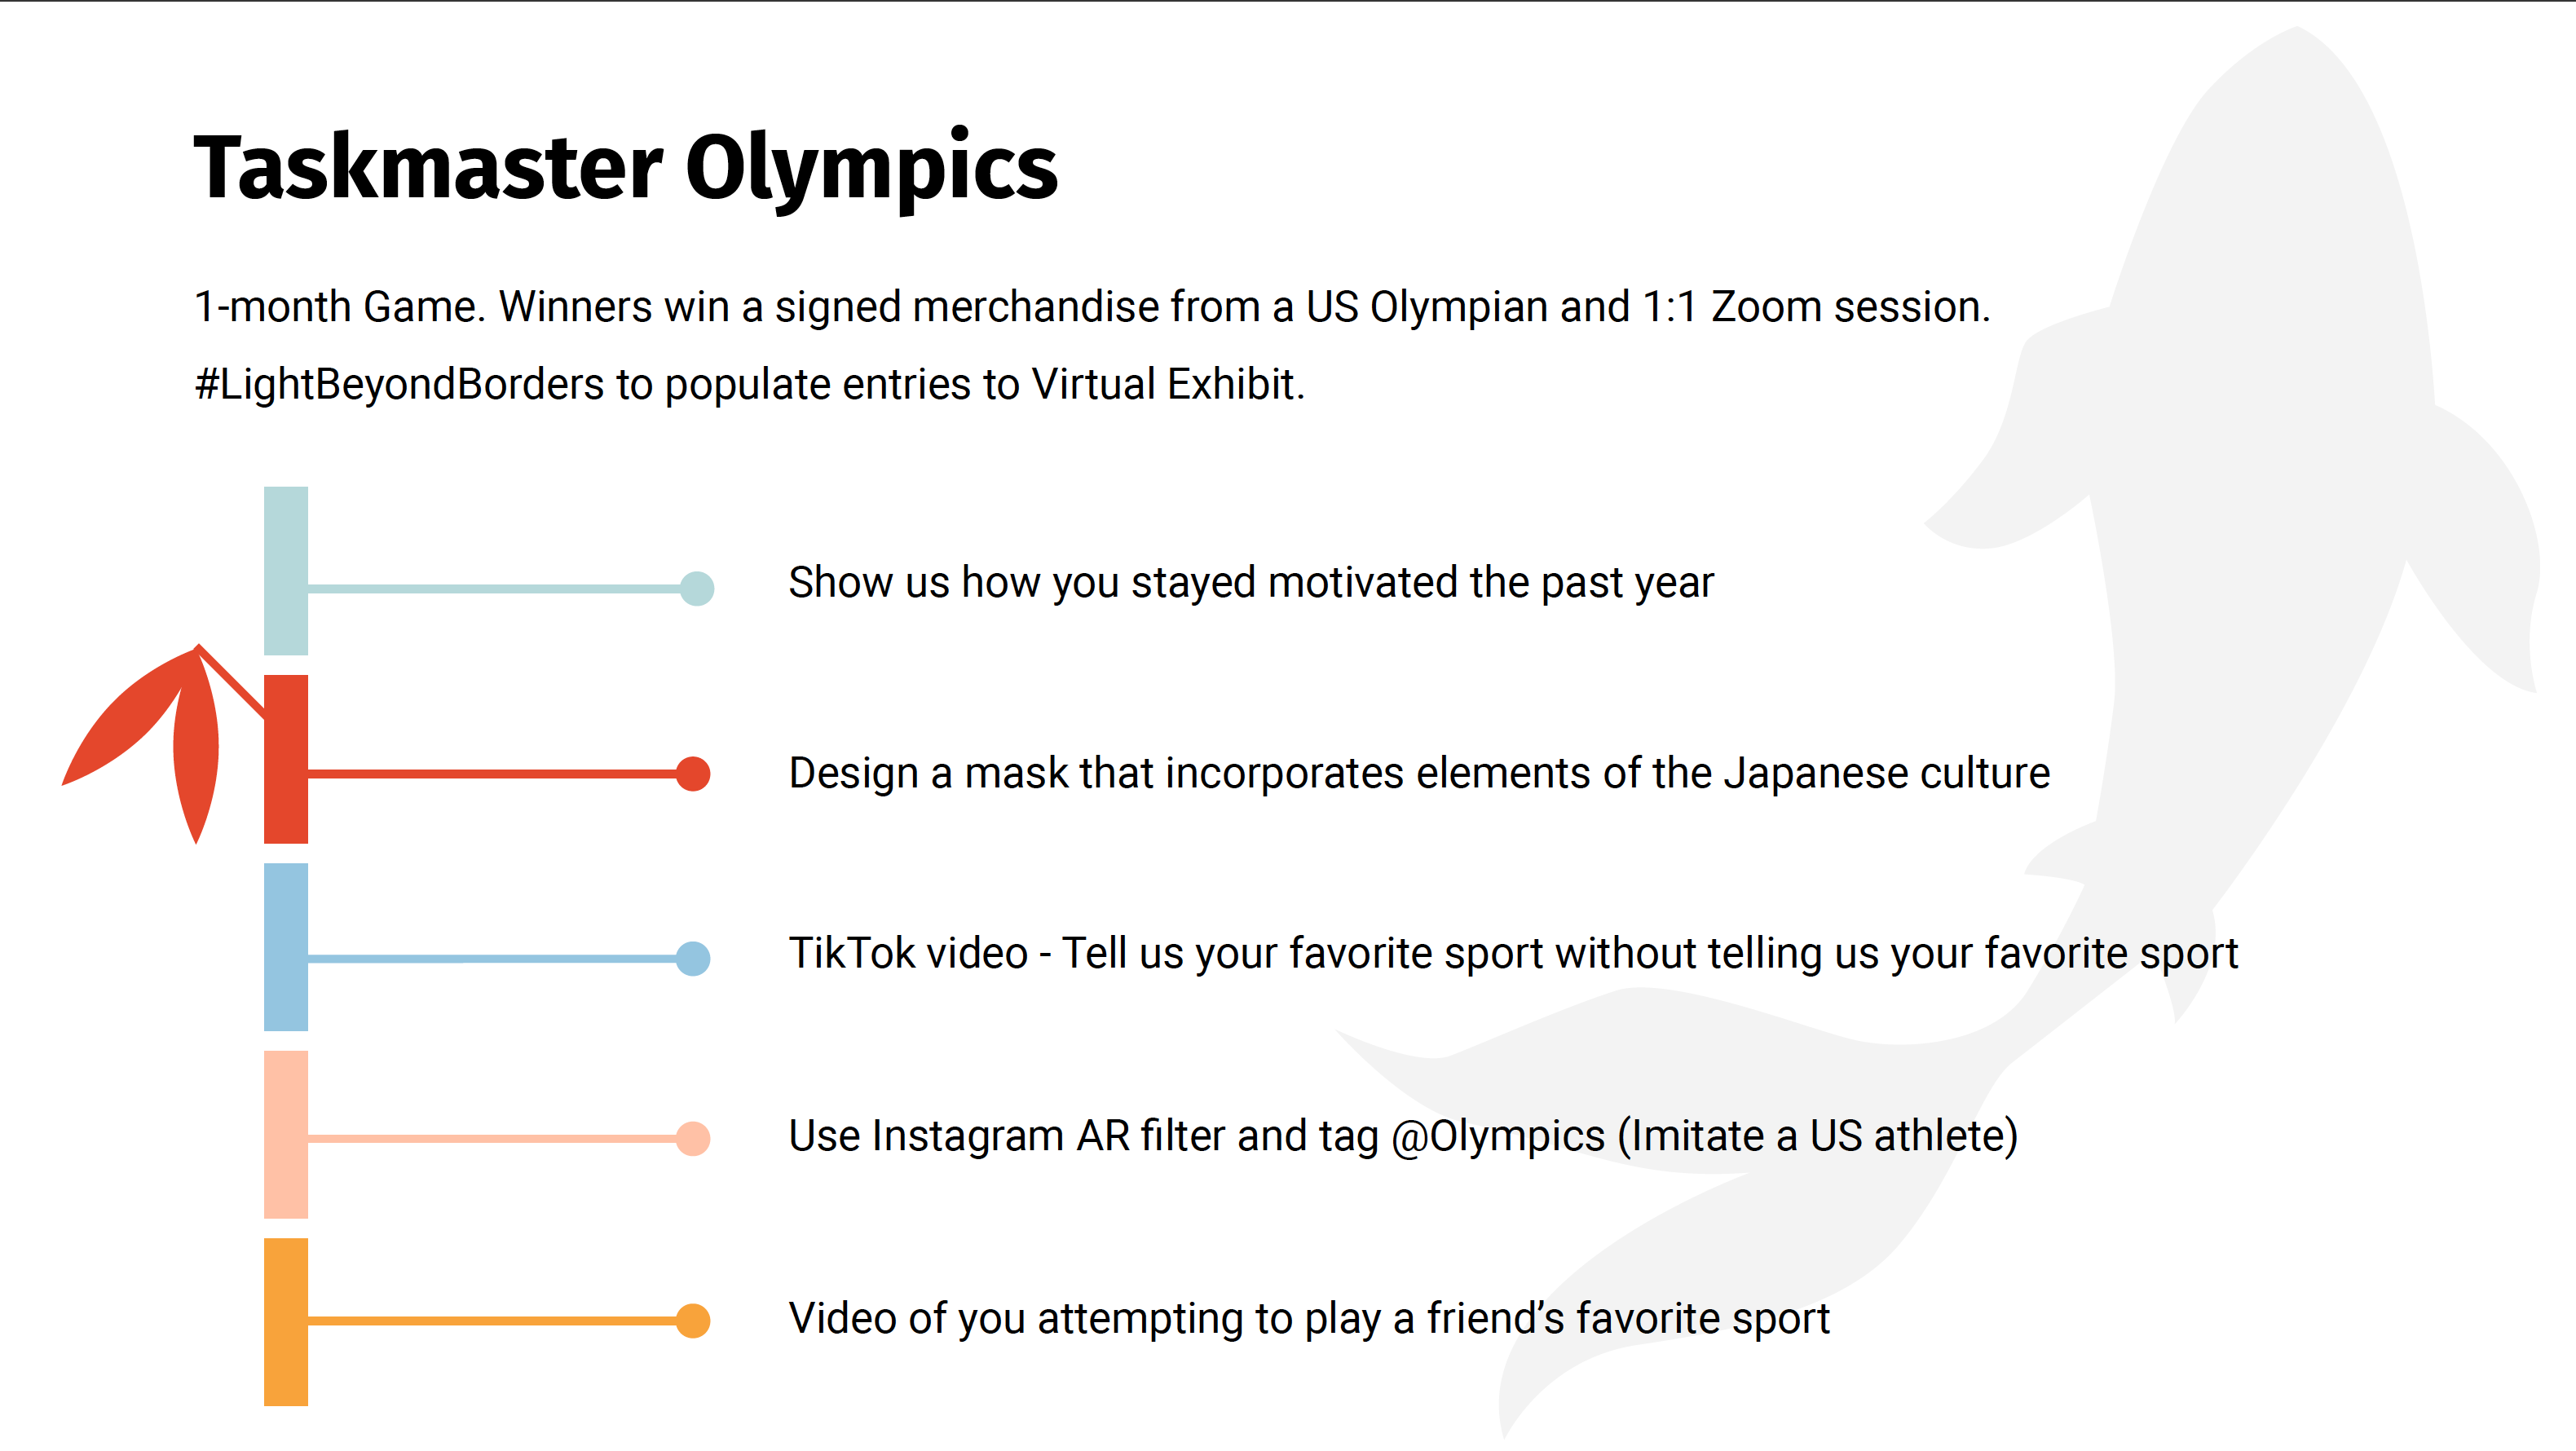 Taskmaster Olympics
1-month Game. Winners win a signed merchandise from a US Olympian and 1:1 Zoom session.
#LightBeyondBorders to populate entries to Virtual Exhibit.
Show us how you stayed motivated the past year
Design a mask that incorporates elements of the Japanese culture
TikTok video - Tell us your favorite sport without telling us your favorite sport
Use Instagram AR filter and tag @Olympics (Imitate a US athlete)
Video of you attempting to play a friend’s favorite sport